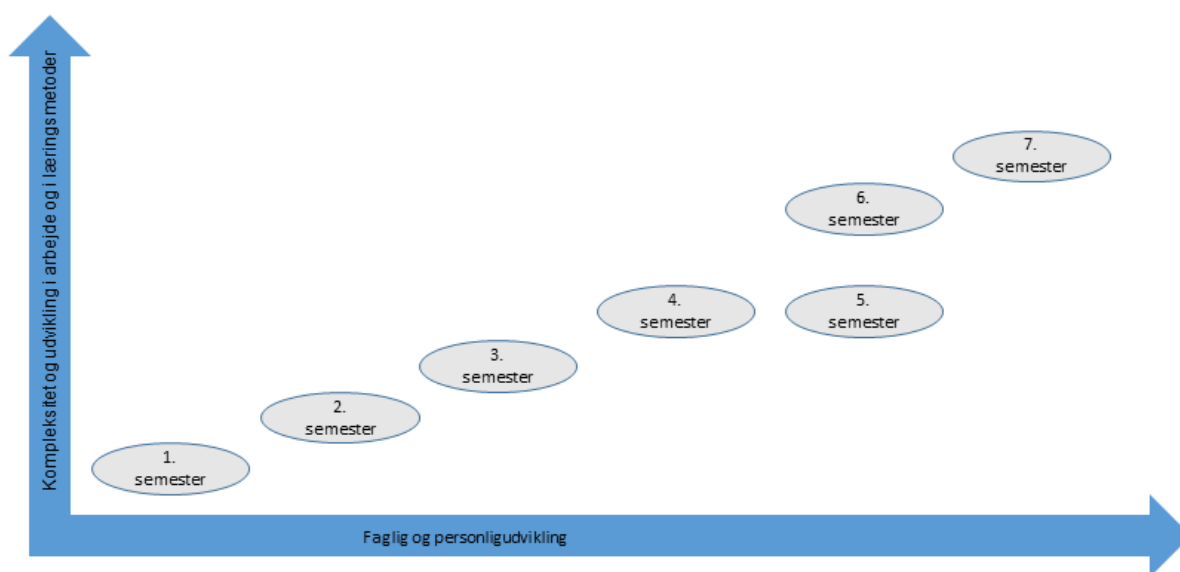 Kompleksitet og udvikling i arbejde og i læringsmetoder
7.
semester
6.
semester
4.
semester
5.
semester
3.
semester
2.
semester
1.
semester
Faglig og personligudvikling